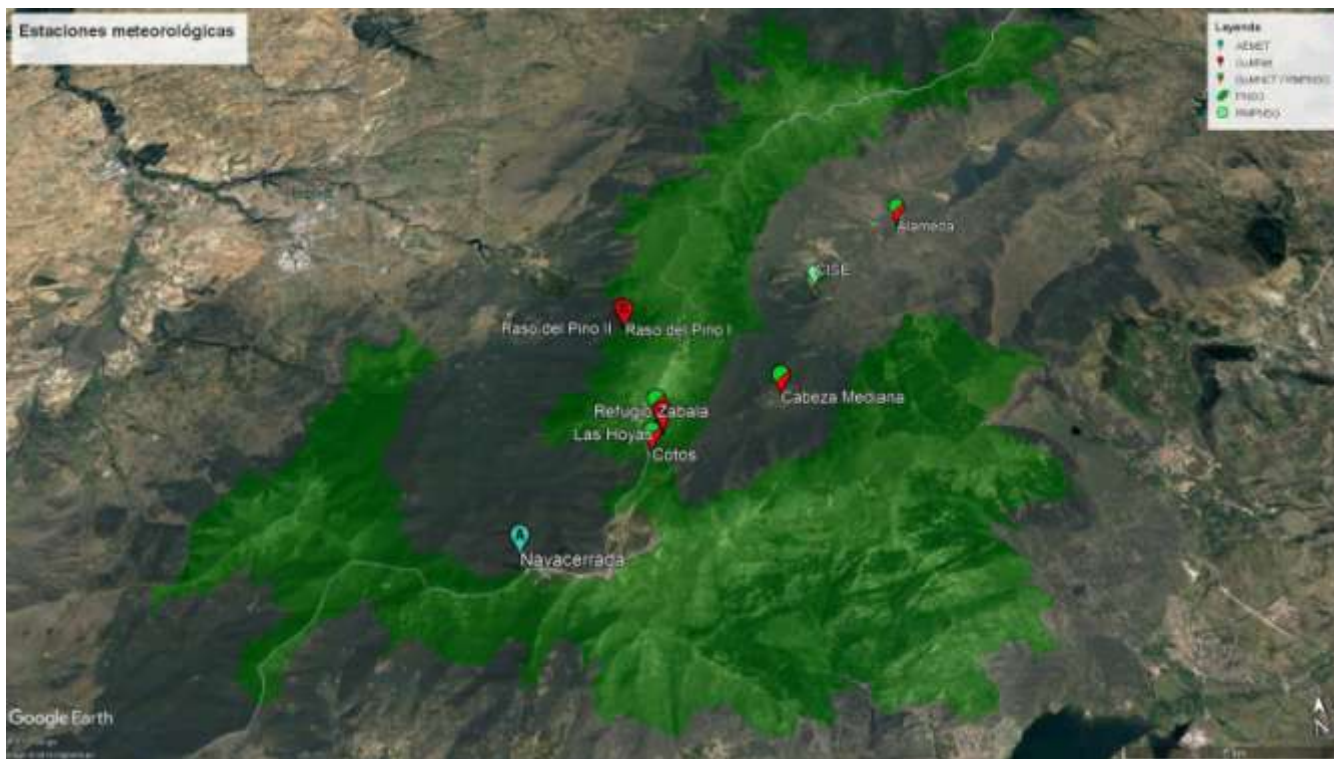 Estaciones meteorológicas
Leyenda
AEMET
Alameda
CISE
Raso del Pino II
Raso del Pino I
Cabeza Mediana
Refugio Zabala
Las Hoyas
Cotos
A
Navacerrada
Google Earth
N